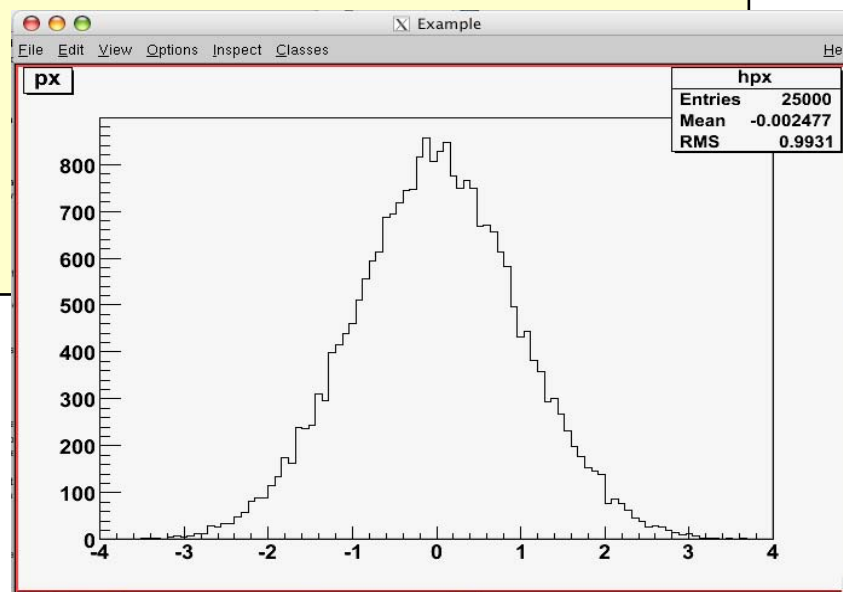 Example
File Edit View Options Inspect Classes He
px
hpx
Entries 25000
Mean -0.002477
RMS 0.9931
800
700
600
500
400
300
200
100
0
-4 -3 -2 -1 0 1 2 3 4